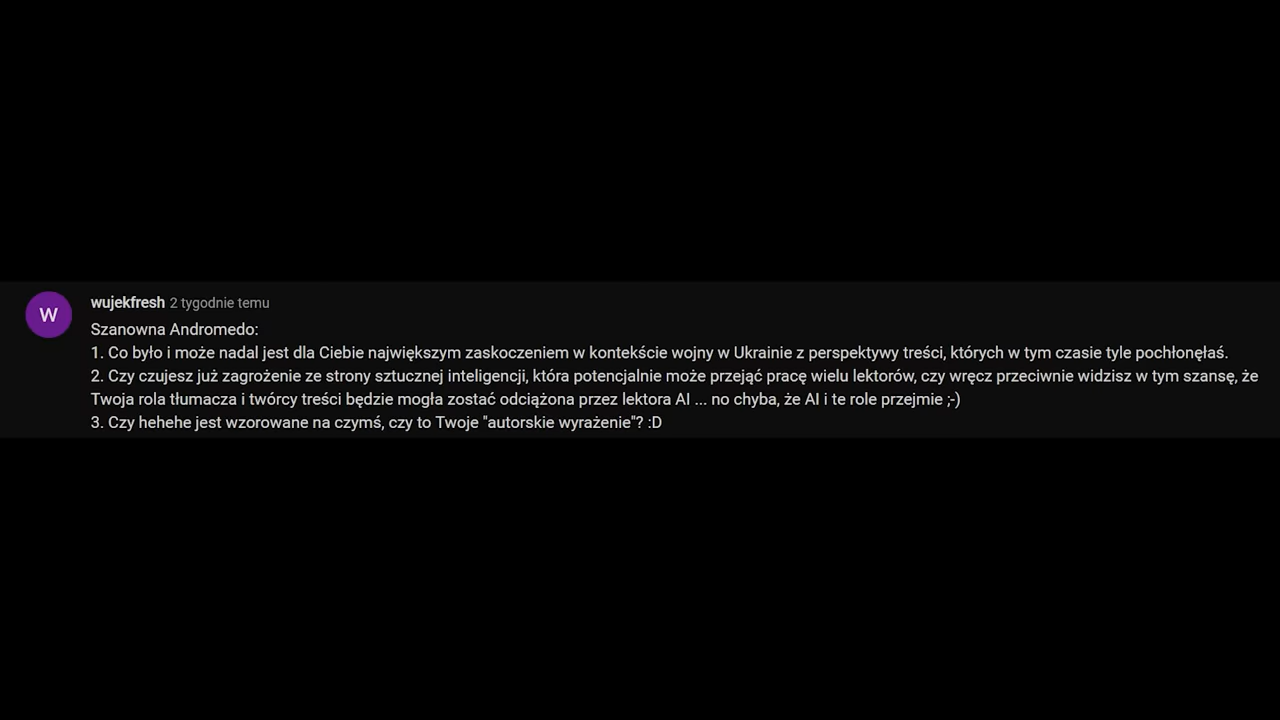 W
wujekfresh 2 tygodnie temu
Szanowna Andromedo:
1. Co było i może nadal jest dla Ciebie największym zaskoczeniem w kontekście wojny w Ukrainie z perspektywy treści, których w tym czasie tyle pochłonęłaś.
2. Czy czujesz już zagrożenie ze strony sztucznej inteligencji, która potencjalnie może przejąć pracę wielu lektorów, czy wręcz przeciwnie widzisz w tym szansę, że
Twoja rola tłumacza i twórcy treści będzie mogła zostać odciążona przez lektora AI ... no chyba, że AI i te role przejmie ;-)
3. Czy hehehe jest wzorowane na czymś, czy to Twoje "autorskie wyrażenie"? :D